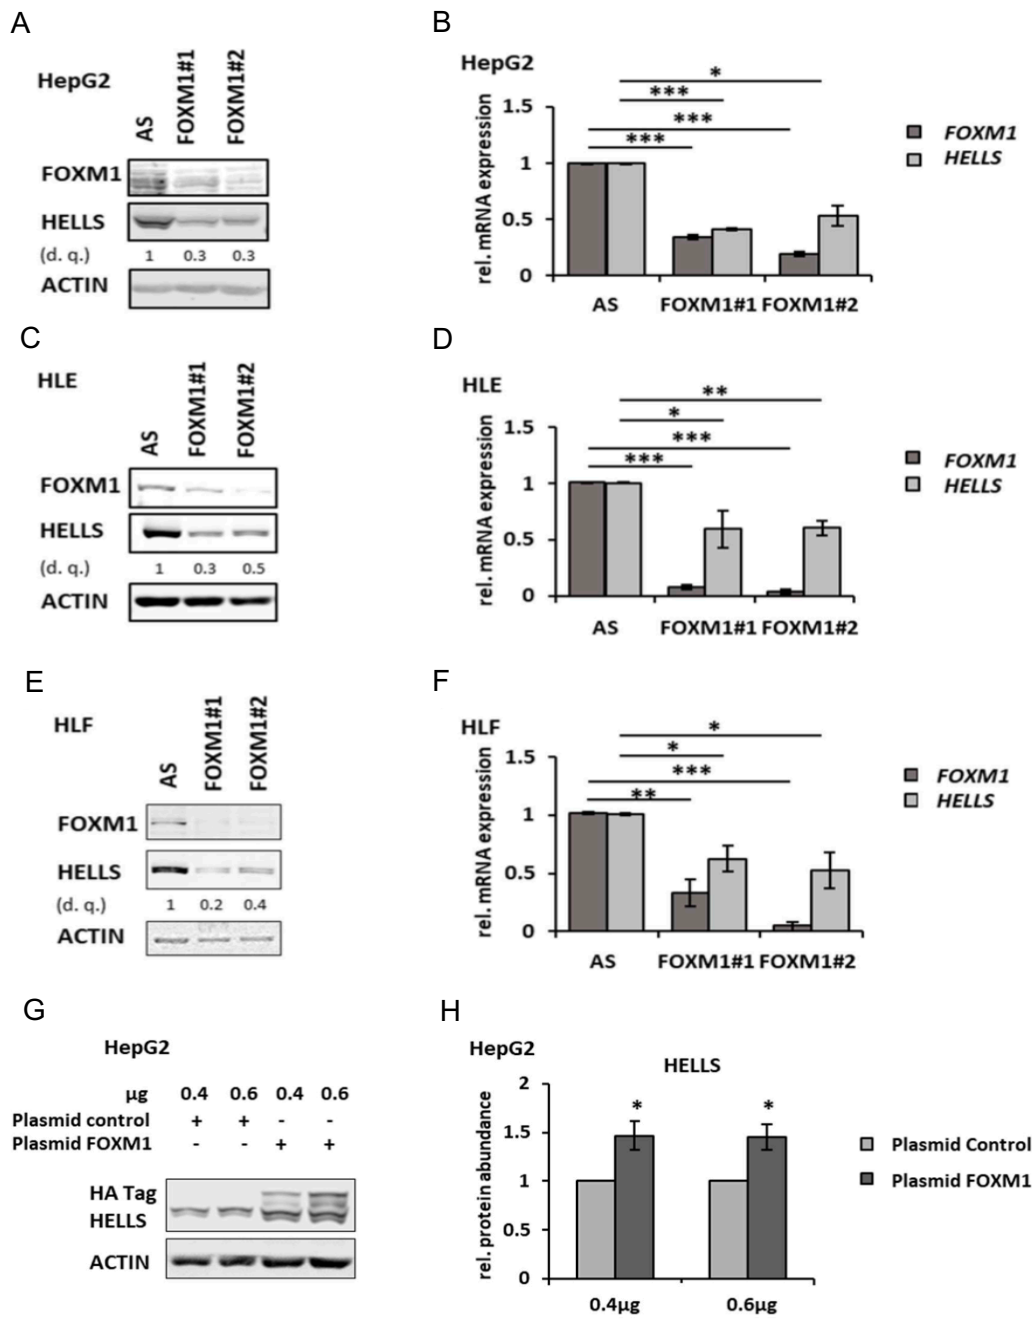 A
HepG2
AS
FOXM1#1
FOXM1#2
FOXM1
HELLS
(d. q.) 1 0.3 0.3
ACTIN
B
HepG2
*
***
***
***
rel. mRNA expression
1.5
1
0.5
0
AS FOXM1#1 FOXM1#2
FOXM1
HELLS
C
HLE
AS
FOXM1#1
FOXM1#2
FOXM1
HELLS
(d. q.) 1 0.3 0.5
ACTIN
D
HLE
**
*
***
***
rel. mRNA expression
1.5
1
0.5
0
AS FOXM1#1 FOXM1#2
FOXM1
HELLS
E
HLF
AS
FOXM1#1
FOXM1#2
FOXM1
HELLS
(d. q.) 1 0.2 0.4
ACTIN
F
HLF
*
*
***
**
rel. mRNA expression
1.5
1
0.5
0
AS FOXM1#1 FOXM1#2
FOXM1
HELLS
G
HepG2
µg 0.4 0.6 0.4 0.6
Plasmid control + + - -
Plasmid FOXM1 - - + +
HA Tag
HELLS
ACTIN
H
HepG2
HELLS
rel. protein abundance
2
1.5
1
0.5
0
* *
0.4µg 0.6µg
Plasmid Control
Plasmid FOXM1